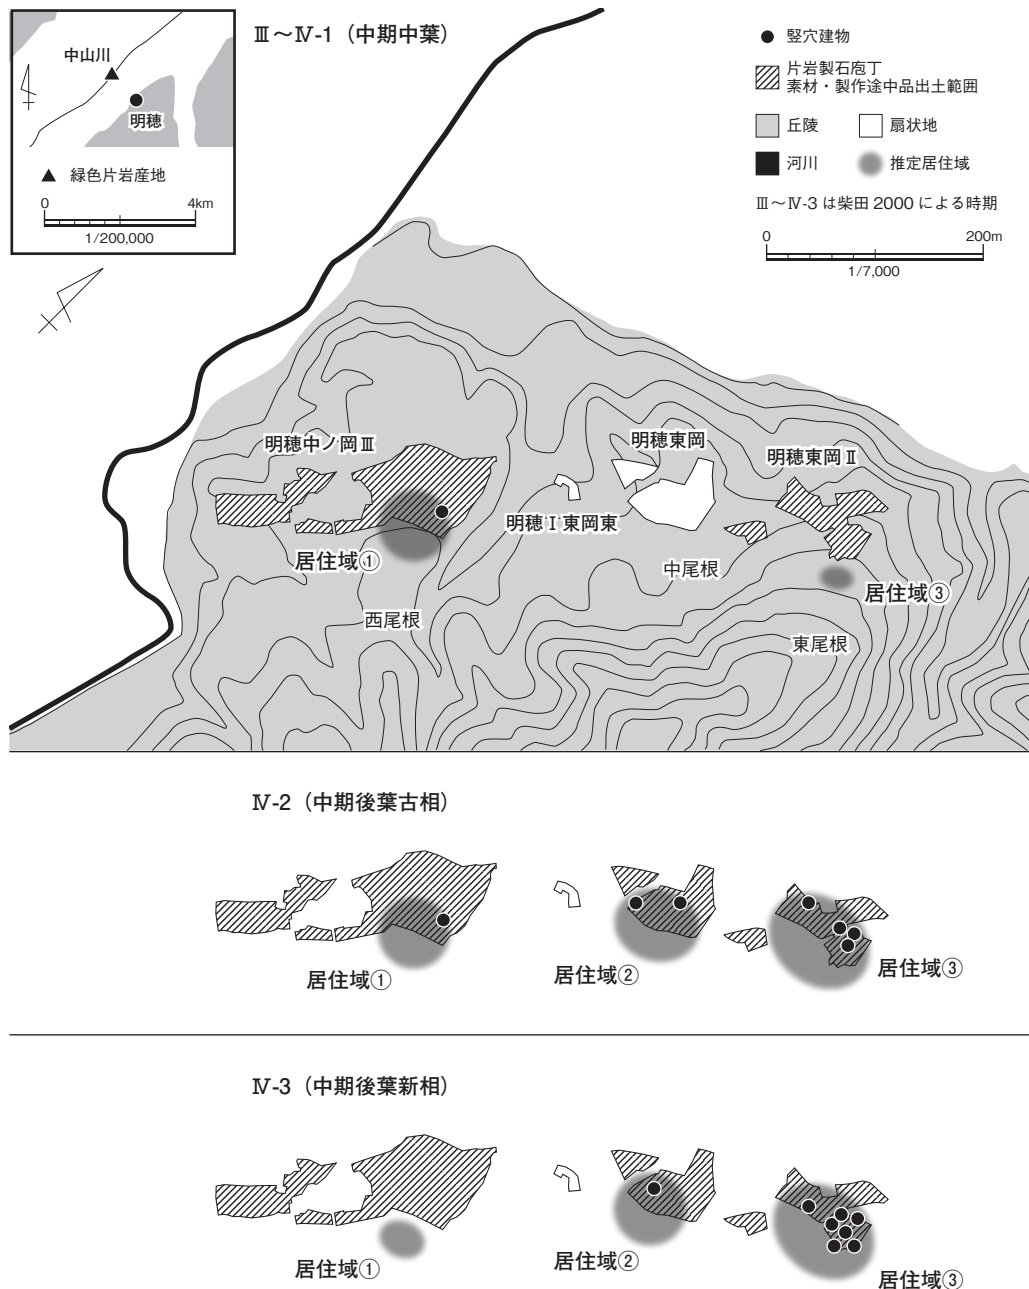 Ⅲ～Ⅳ-1（中期中葉）
中山川
明穂
▲ 緑色片岩産地
0 4km
1/200,000
竪穴建物
片岩製石庖丁
素材・製作途中品出土範囲
丘陵 扇状地
河川 推定居住域
Ⅲ～Ⅳ-3 は柴田 2000 による時期
0 200m
1/7,000
明穂中ノ岡Ⅲ
明穂東岡
明穂東岡Ⅱ
明穂Ⅰ東岡東
居住域①
中尾根
居住域③
西尾根
東尾根
Ⅳ-2（中期後葉古相）
居住域①
居住域②
居住域③
Ⅳ-3（中期後葉新相）
居住域①
居住域②
居住域③